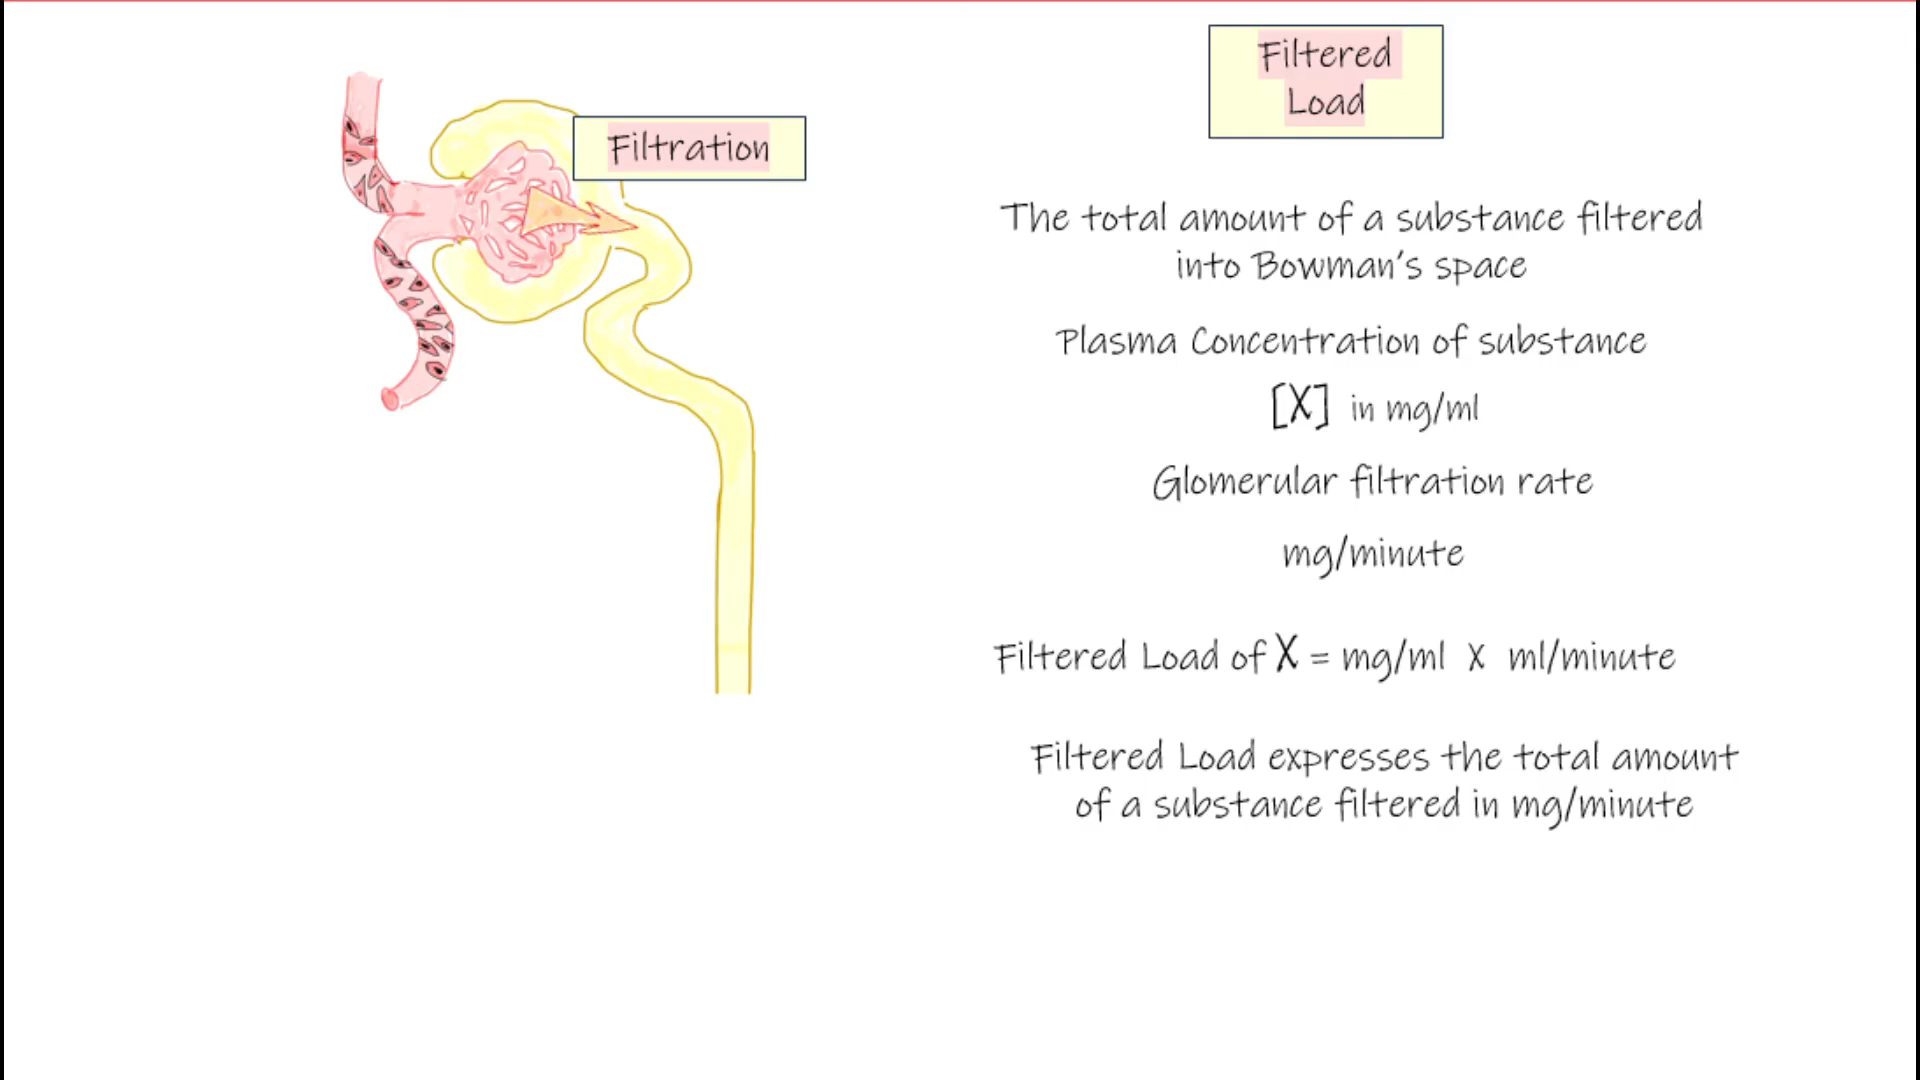 Filtration
Filtered
Load
The total amount of a substance filtered
into Bowman's space
Plasma Concentration of substance
[X] in mg/ml
Glomerular filtration rate
mg/minute
Filtered Load of X = mg/ml X ml/minute
Filtered Load expresses the total amount
of a substance filtered in mg/minute